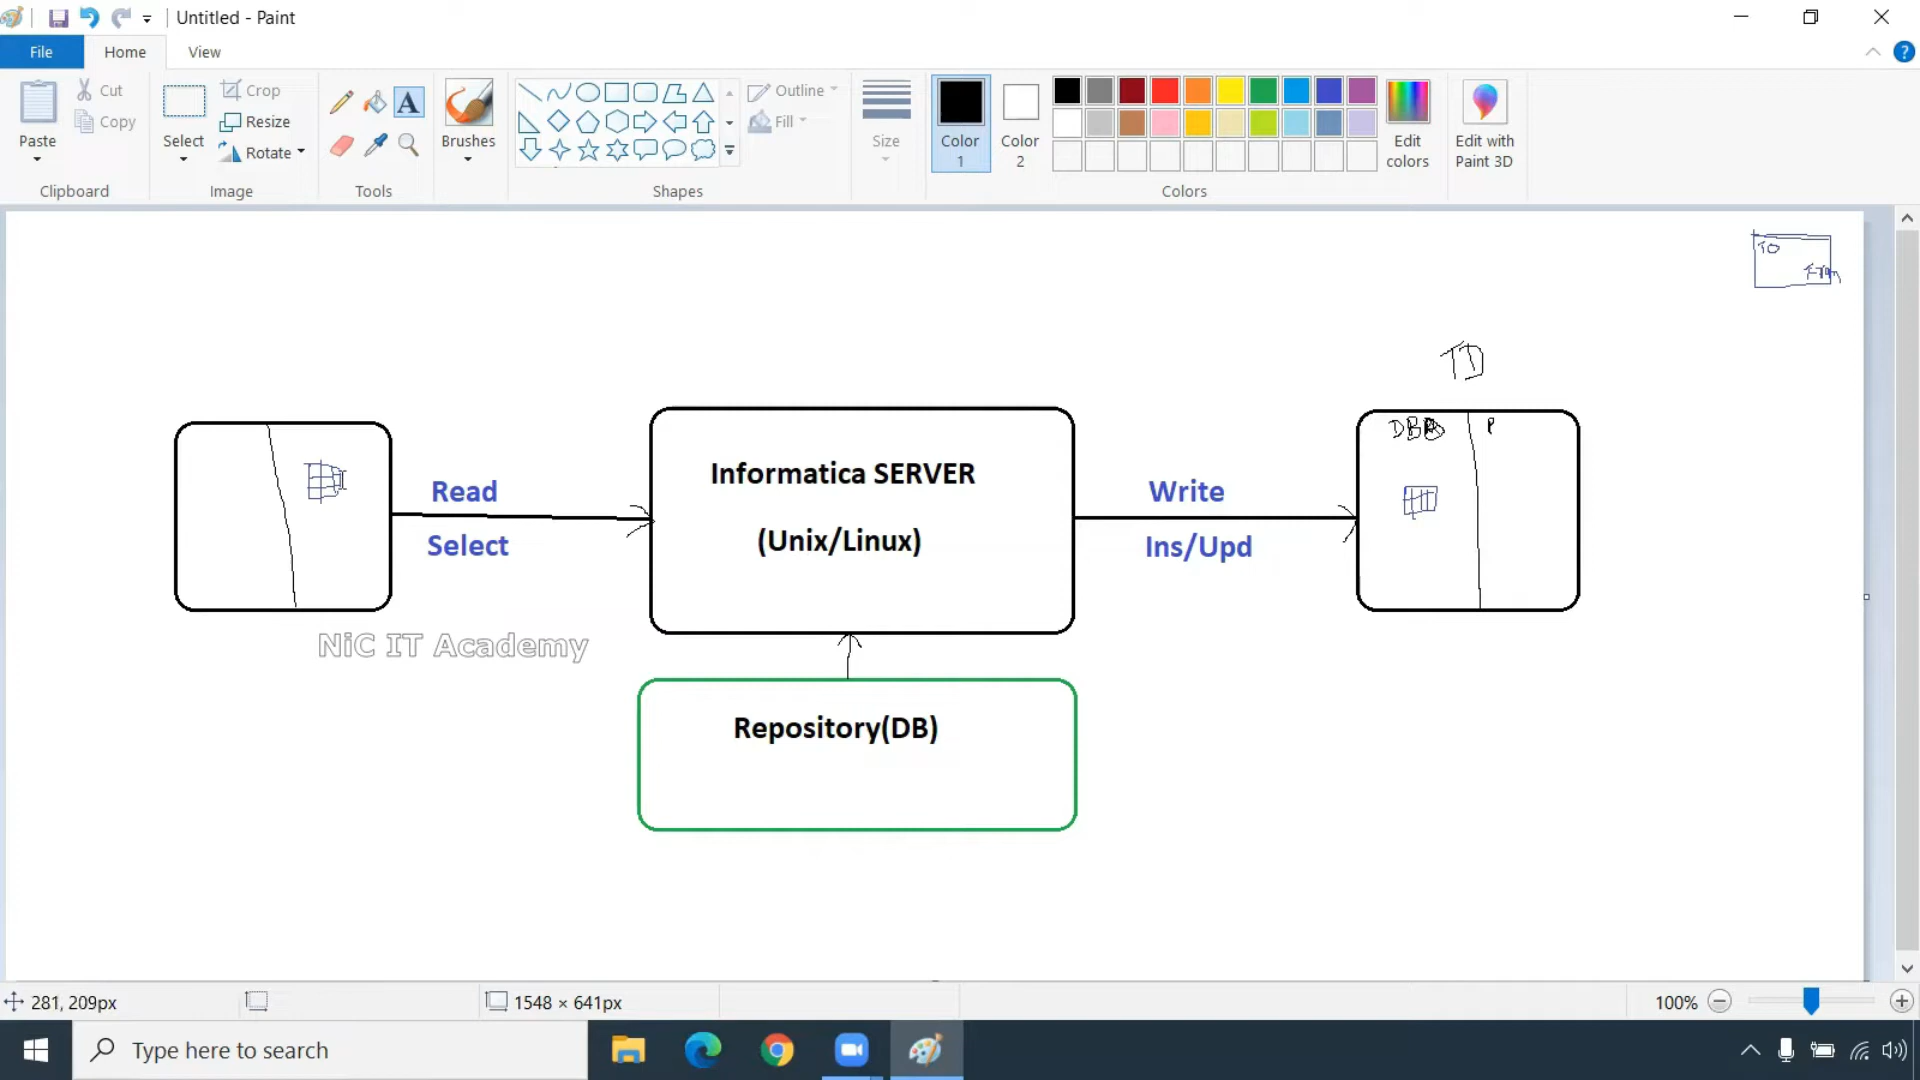 Untitled - Paint
File Home View
Paste
Cut
Copy
Clipboard
Select
Crop
Resize
Rotate
Image
A
Tools
Brushes
Shapes
Outline
Fill
Size
Color 1
Color 2
Colors
Edit colors
Edit with Paint 3D
TO
From
TD
Read
Select
Informatica SERVER
(Unix/Linux)
Write
Ins/Upd
NiC IT Academy
Repository(DB)
281, 209px
1548 × 641px
100%
Type here to search